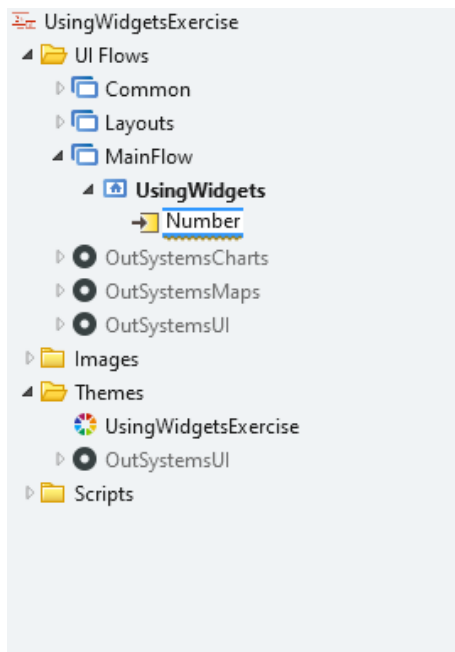 UsingWidgetsExercise
UI Flows
Common
Layouts
MainFlow
UsingWidgets
Number
OutSystemsCharts
OutSystemsMaps
OutSystemsUI
Images
Themes
UsingWidgetsExercise
OutSystemsUI
Scripts